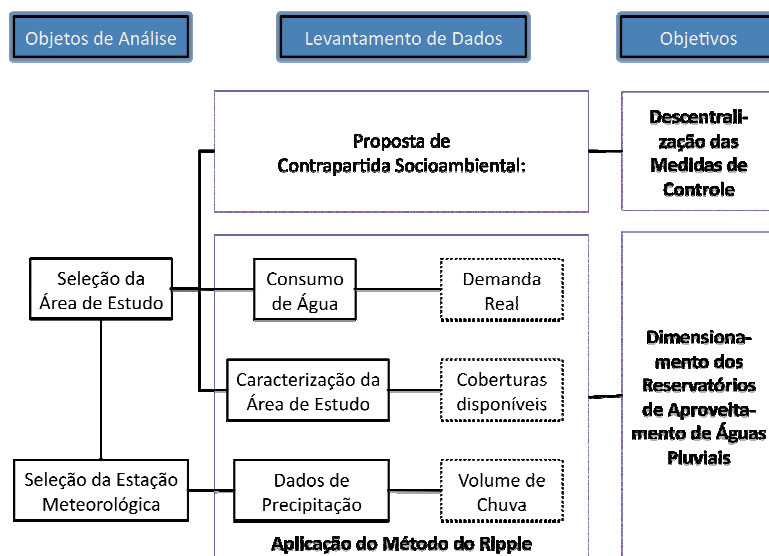 Objetos de Análise
Levantamento de Dados
Objetivos
Proposta de
Contrapartida Socioambiental:
Descentrali-
zação das
Medidas de
Controle
Seleção da
Área de Estudo
Consumo
de Água
Demanda
Real
Caracterização da
Área de Estudo
Coberturas
disponíveis
Dimensiona-
mento dos
Reservatórios
de Aproveita-
mento de Águas
Pluviais
Seleção da Estação
Meteorológica
Dados de
Precipitação
Volume de
Chuva
Aplicação do Método do Ripple